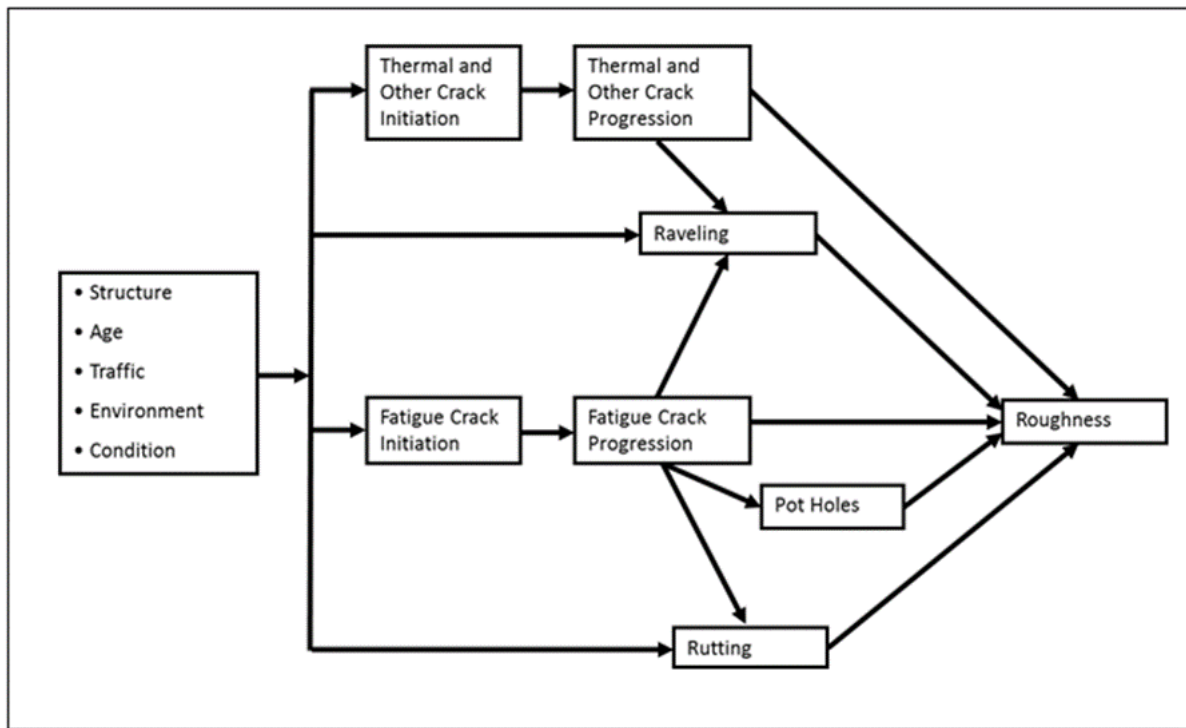 Thermal and
Other Crack
Initiation
Thermal and
Other Crack
Progression
Raveling
• Structure
• Age
• Traffic
• Environment
• Condition
Fatigue Crack
Initiation
Fatigue Crack
Progression
Roughness
Pot Holes
Rutting